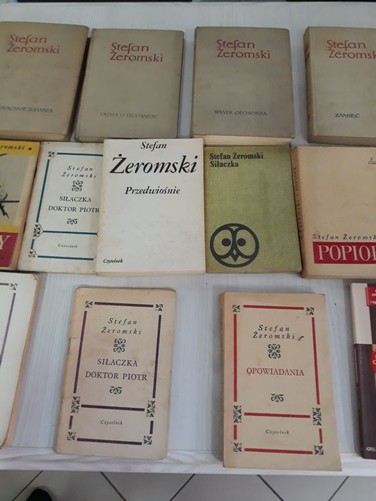 Stefan
Żeromski
Stefan
Żeromski
Stefan
Żeromski
Stefan
Żeromski
ZAMIEĆ
Y
Stefan
Żeromski
SIŁACZKA
DOKTOR PIOTR
Czytelnik
Stefan
Żeromski
Przedwiośnie
Czytelnik
Stefan Żeromski
Siłaczka
Stefan Żeromski
POPIOŁ
Stefan
Żeromski
SIŁACZKA
DOKTOR PIOTR
Czytelnik
Stefan
Żeromski
OPOWIADANIA
Czytelnik